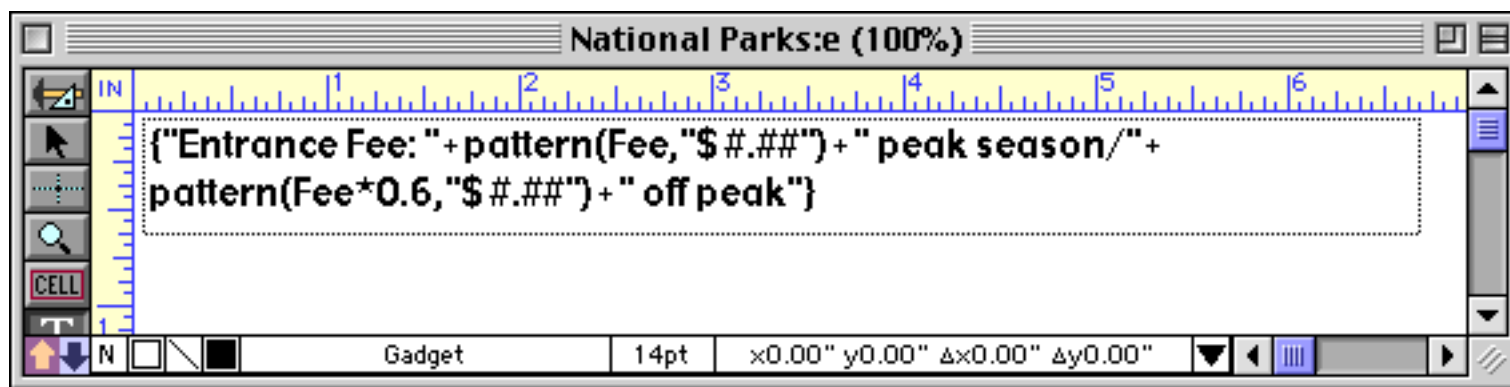 National Parks:e (100%)
IN 1 2 3 4 5 6
{"Entrance Fee: "+pattern(Fee,"$ #.##")+" peak season/"+
pattern(Fee*0.6,"$ #.##")+" off peak"}
CELL
T 1
N Gadget 14pt x0.00" y0.00" Δx0.00" Δy0.00"